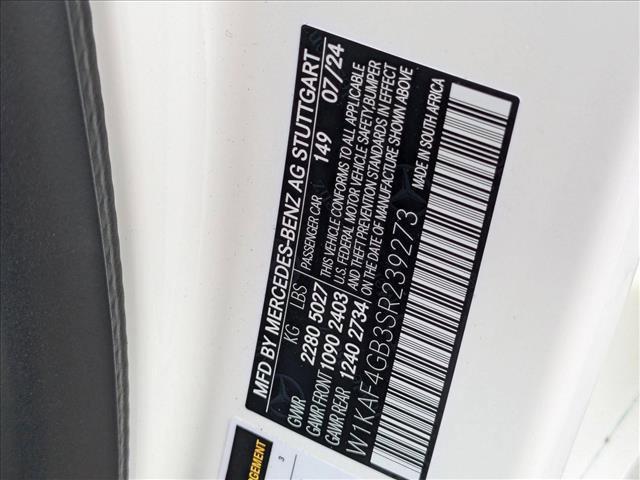 MFD BY MERCEDES-BENZ AG STUTTGART
KG LBS PASSENGER CAR 149 07/24
GVWR 2280 5027 THIS VEHICLE CONFORMS TO ALL APPLICABLE
GAWR FRONT 1090 2403 U.S. FEDERAL MOTOR VEHICLE SAFETY, BUMPER
GAWR REAR 1240 2734 AND THEFT PREVENTION STANDARDS IN EFFECT
ON THE DATE OF MANUFACTURE SHOWN ABOVE
W1KAF4GB3SR239273 MADE IN SOUTH AFRICA
3